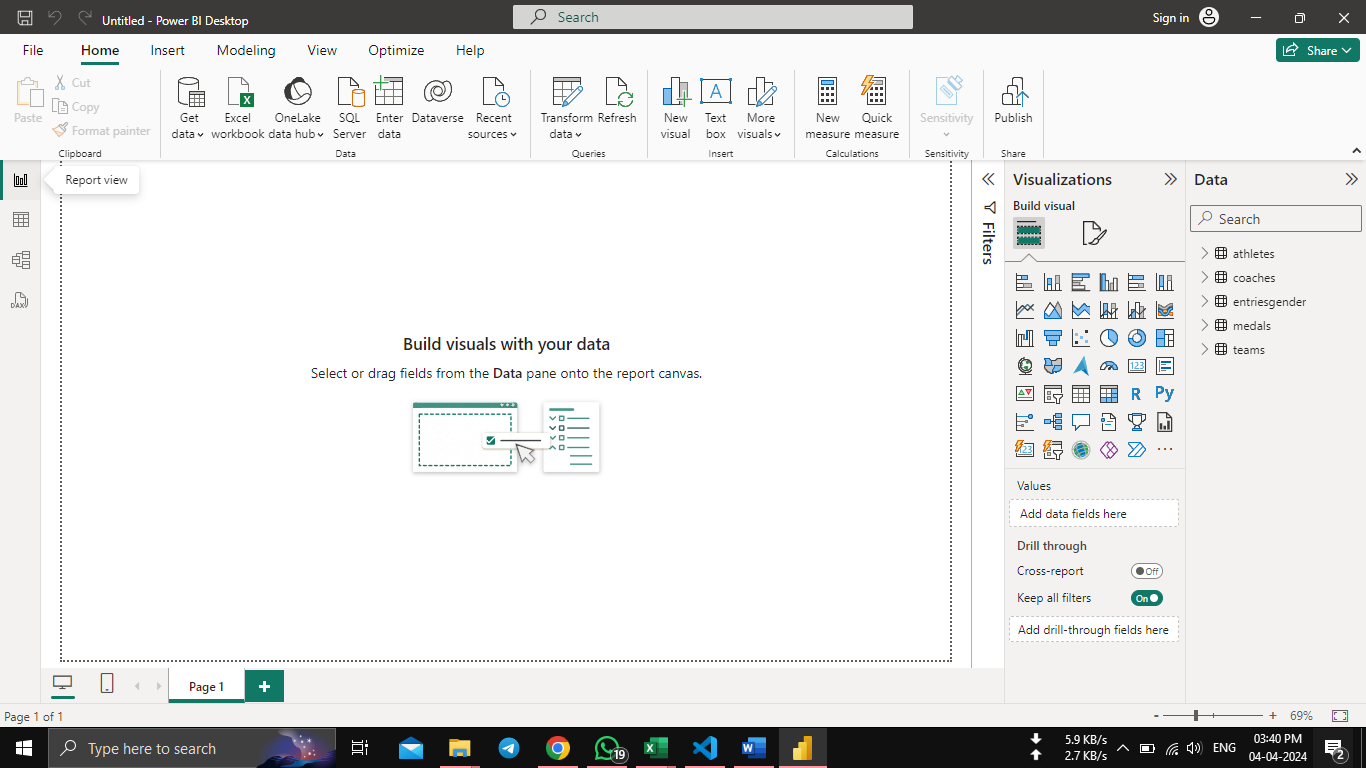 Untitled - Power BI Desktop
Search
Sign in
File
Home
Insert
Modeling
View
Optimize
Help
Share
Paste
Cut
Copy
Format painter
Clipboard
Get
data
Excel
workbook
OneLake
data hub
SQL
Server
Enter
data
Dataverse
Recent
sources
Data
Transform
data
Refresh
Queries
New
visual
Text
box
More
visuals
Insert
New
measure
Quick
measure
Calculations
Sensitivity
Sensitivity
Publish
Share
Report view
DAX
Build visuals with your data
Select or drag fields from the Data pane onto the report canvas.
Filters
Visualizations
Build visual
123
R
Py
123
Values
Add data fields here
Drill through
Cross-report
Off
Keep all filters
On
Add drill-through fields here
Data
Search
athletes
coaches
entriesgender
medals
teams
Page 1
Page 1 of 1
- + 69%
Type here to search
19
5.9 KB/s
2.7 KB/s
ENG
03:40 PM
04-04-2024
2